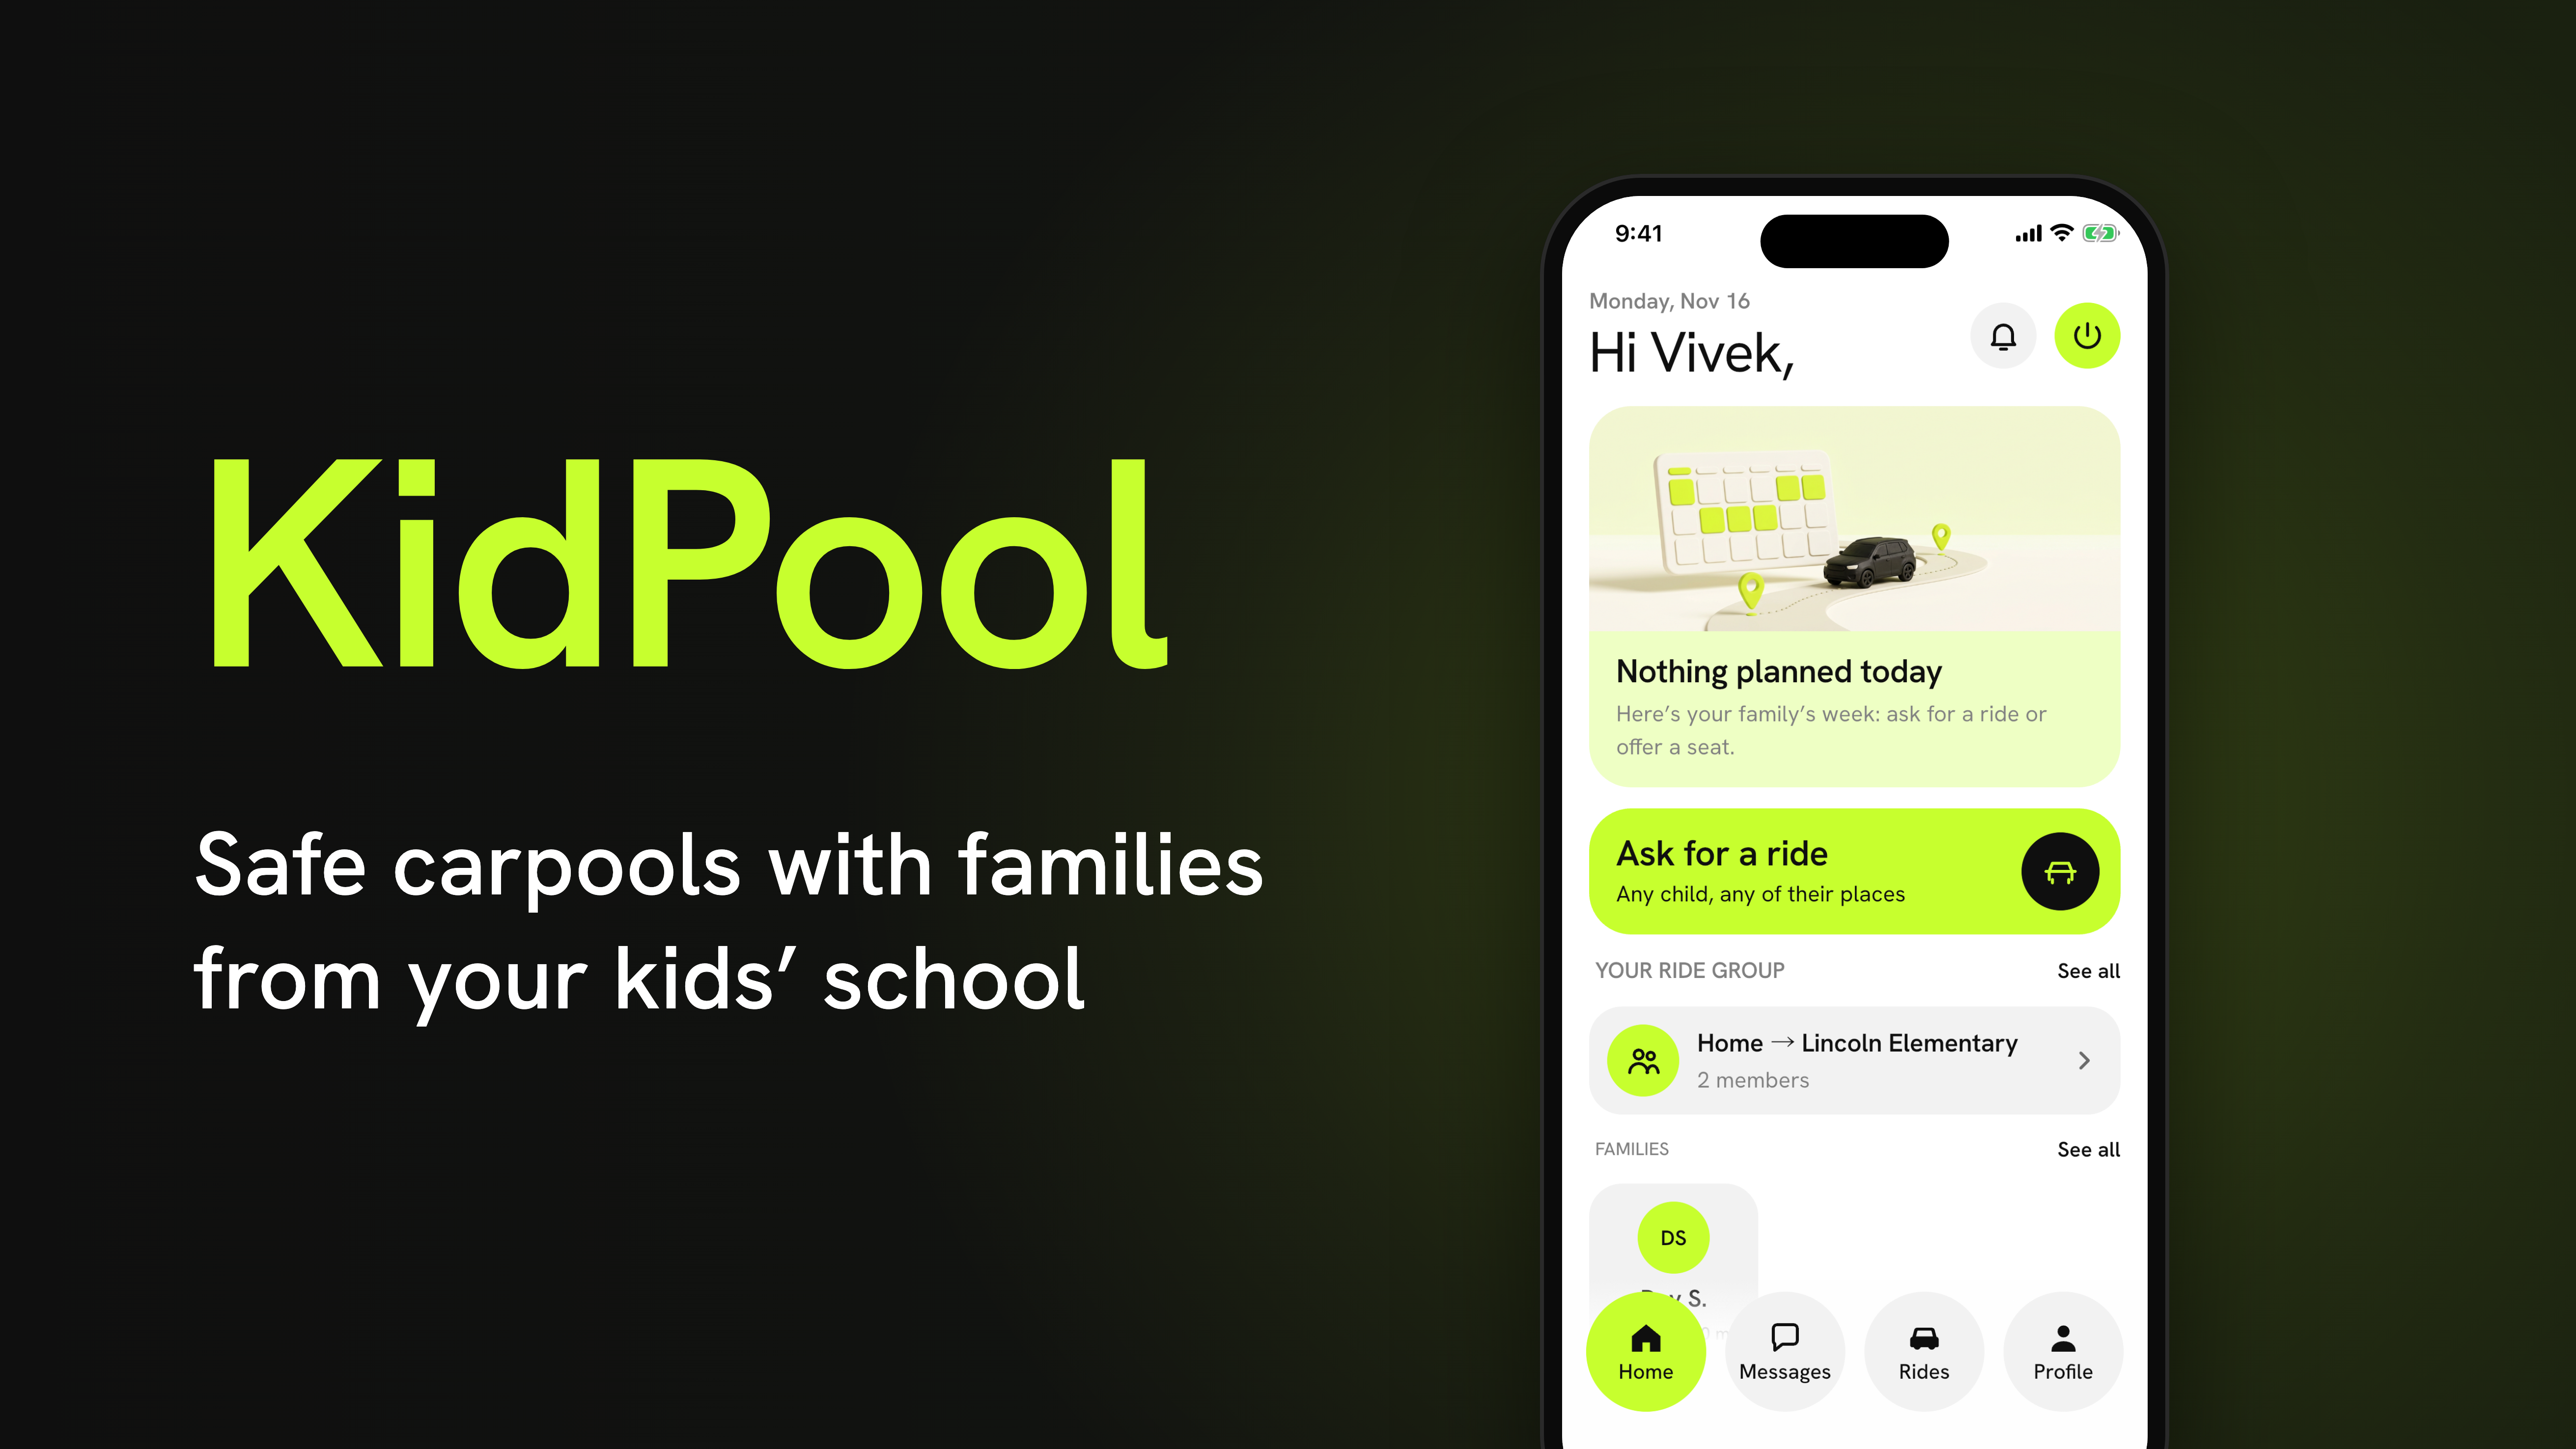 KidPool
Safe carpools with families
from your kids’ school
9:41
Monday, Nov 16
Hi Vivek,
Nothing planned today
Here’s your family’s week: ask for a ride or
offer a seat.
Ask for a ride
Any child, any of their places
YOUR RIDE GROUP
See all
Home → Lincoln Elementary
2 members
FAMILIES
See all
DS
S.
Home
Messages
Rides
Profile